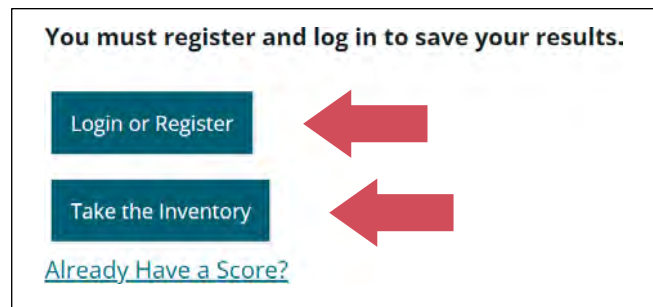 You must register and log in to save your results.
Login or Register
Take the Inventory
Already Have a Score?